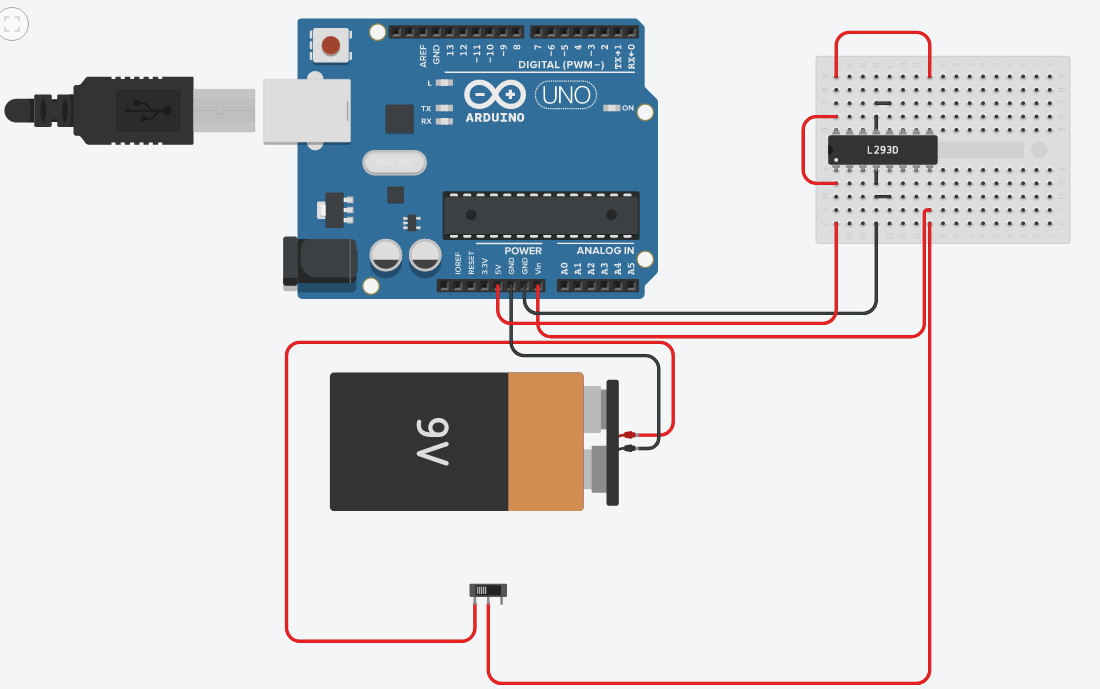 AREF
GND
13
12
~11
~10
~9
8
7
~6
~5
4
~3
2
TX→1
RX←0
DIGITAL (PWM~)
L
TX
RX
UNO
ON
ARDUINO
L293D
POWER
ANALOG IN
IOREF
RESET
3.3V
5V
GND
GND
Vin
A0
A1
A2
A3
A4
A5
9V